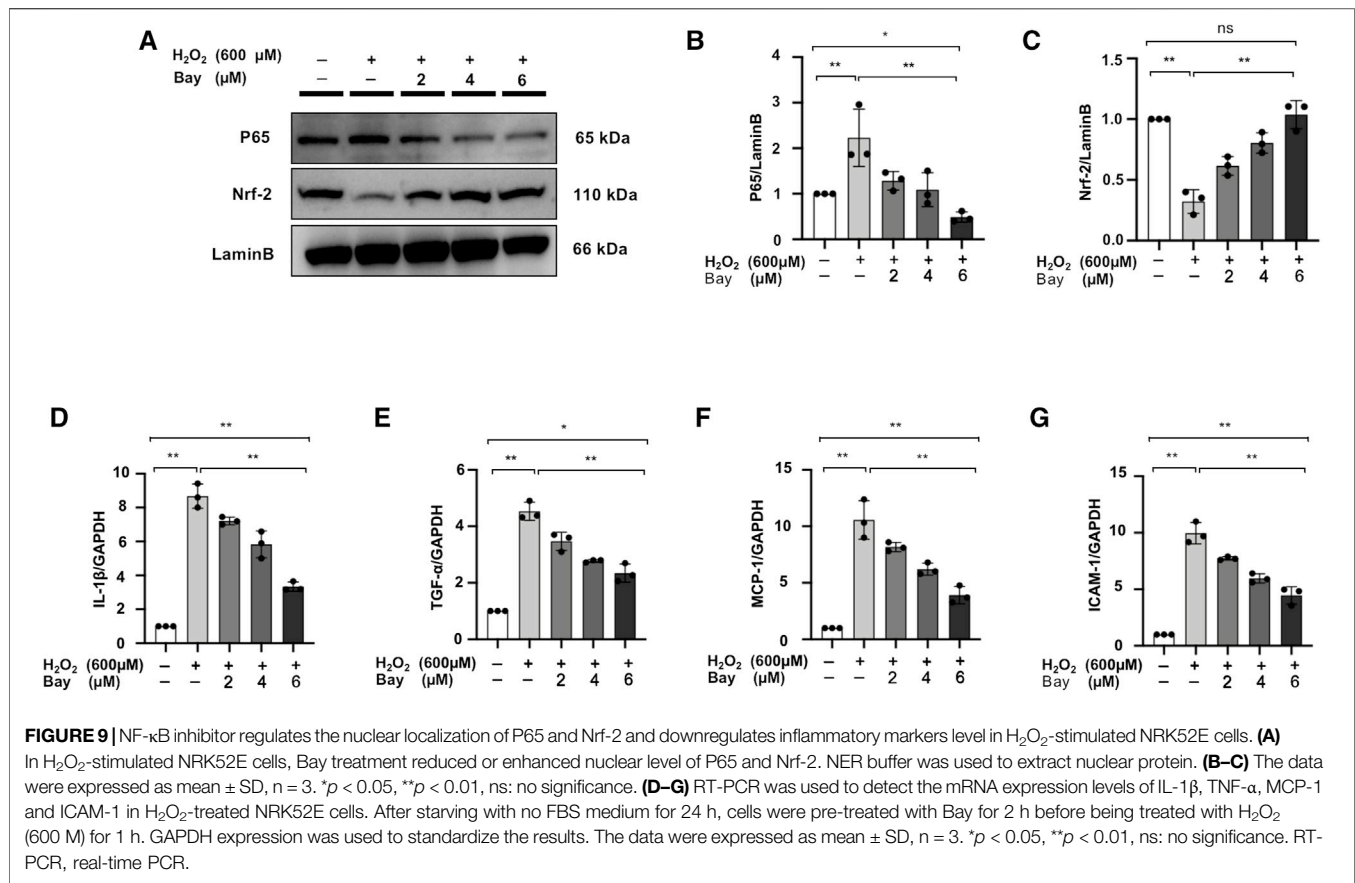 A
H₂O₂ (600 μM) – + + + +
Bay (μM) – – 2 4 6
P65 65 kDa
Nrf-2 110 kDa
LaminB 66 kDa
B
*
** **
P65/LaminB
4
3
2
1
0
H₂O₂ (600μM) – + + + +
Bay (μM) – – 2 4 6
C
ns
** **
Nrf-2/LaminB
1.5
1.0
0.5
0.0
H₂O₂ (600μM) – + + + +
Bay (μM) – – 2 4 6
D
**
** **
IL-1β/GAPDH
10
8
6
4
2
0
H₂O₂ (600μM) – + + + +
Bay (μM) – – 2 4 6
E
*
** **
TGF-α/GAPDH
6
4
2
0
H₂O₂ (600μM) – + + + +
Bay (μM) – – 2 4 6
F
**
** **
MCP-1/GAPDH
15
10
5
0
H₂O₂ (600μM) – + + + +
Bay (μM) – – 2 4 6
G
**
** **
ICAM-1/GAPDH
15
10
5
0
H₂O₂ (600μM) – + + + +
Bay (μM) – – 2 4 6
FIGURE 9 | NF-κB inhibitor regulates the nuclear localization of P65 and Nrf-2 and downregulates inflammatory markers level in H₂O₂-stimulated NRK52E cells. (A)
In H₂O₂-stimulated NRK52E cells, Bay treatment reduced or enhanced nuclear level of P65 and Nrf-2. NER buffer was used to extract nuclear protein. (B–C) The data
were expressed as mean ± SD, n = 3. *p < 0.05, **p < 0.01, ns: no significance. (D–G) RT-PCR was used to detect the mRNA expression levels of IL-1β, TNF-α, MCP-1
and ICAM-1 in H₂O₂-treated NRK52E cells. After starving with no FBS medium for 24 h, cells were pre-treated with Bay for 2 h before being treated with H₂O₂
(600 M) for 1 h. GAPDH expression was used to standardize the results. The data were expressed as mean ± SD, n = 3. *p < 0.05, **p < 0.01, ns: no significance. RT-
PCR, real-time PCR.